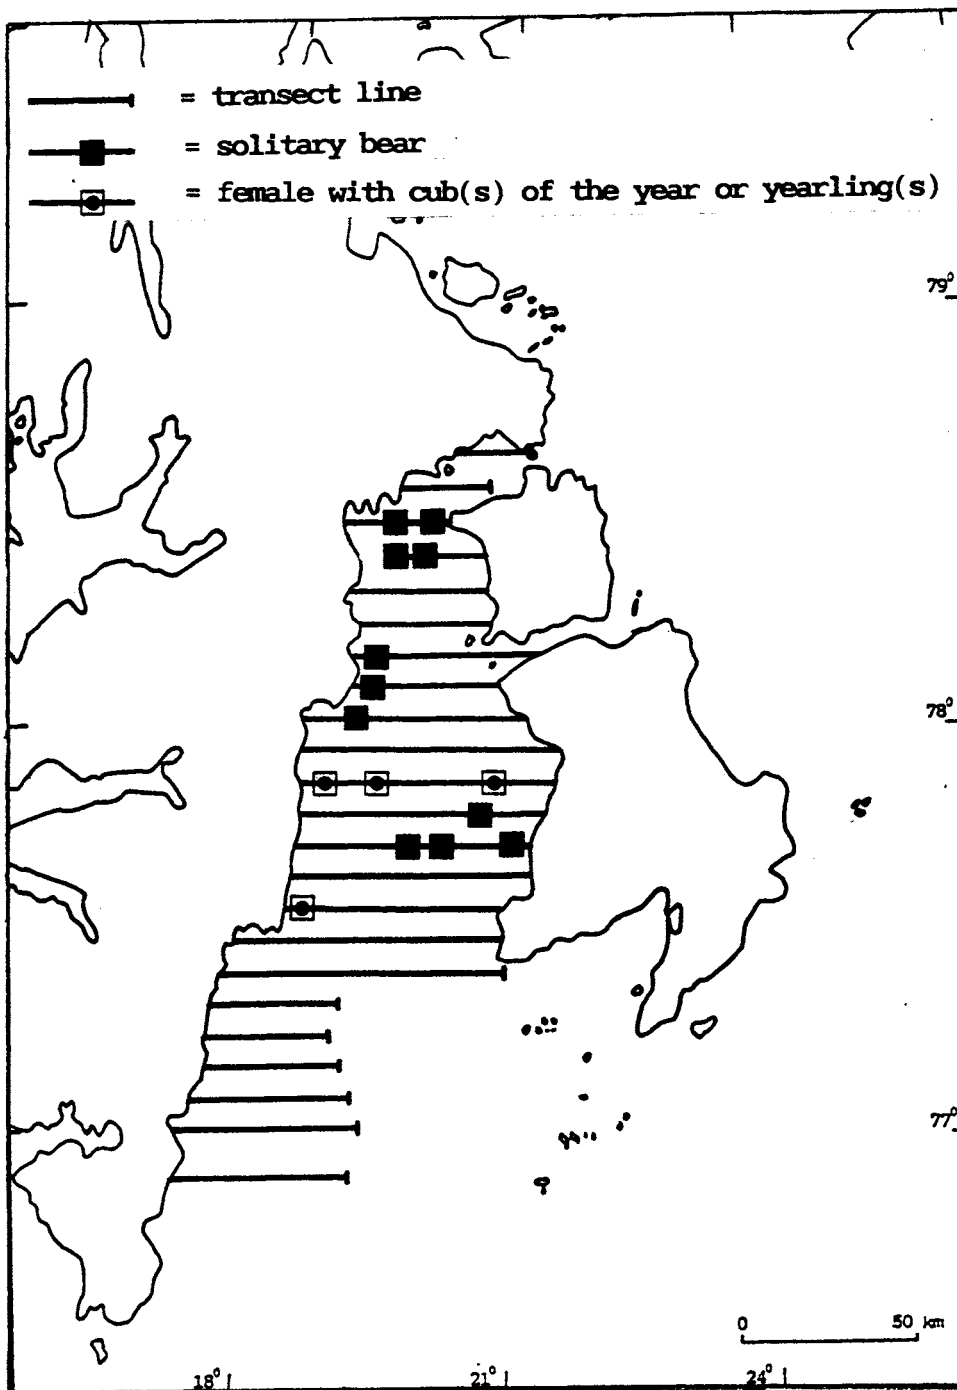 = transect line
= solitary bear
= female with cub(s) of the year or yearling(s)
79°
78°
77°
0 50 km
18° 21° 24°